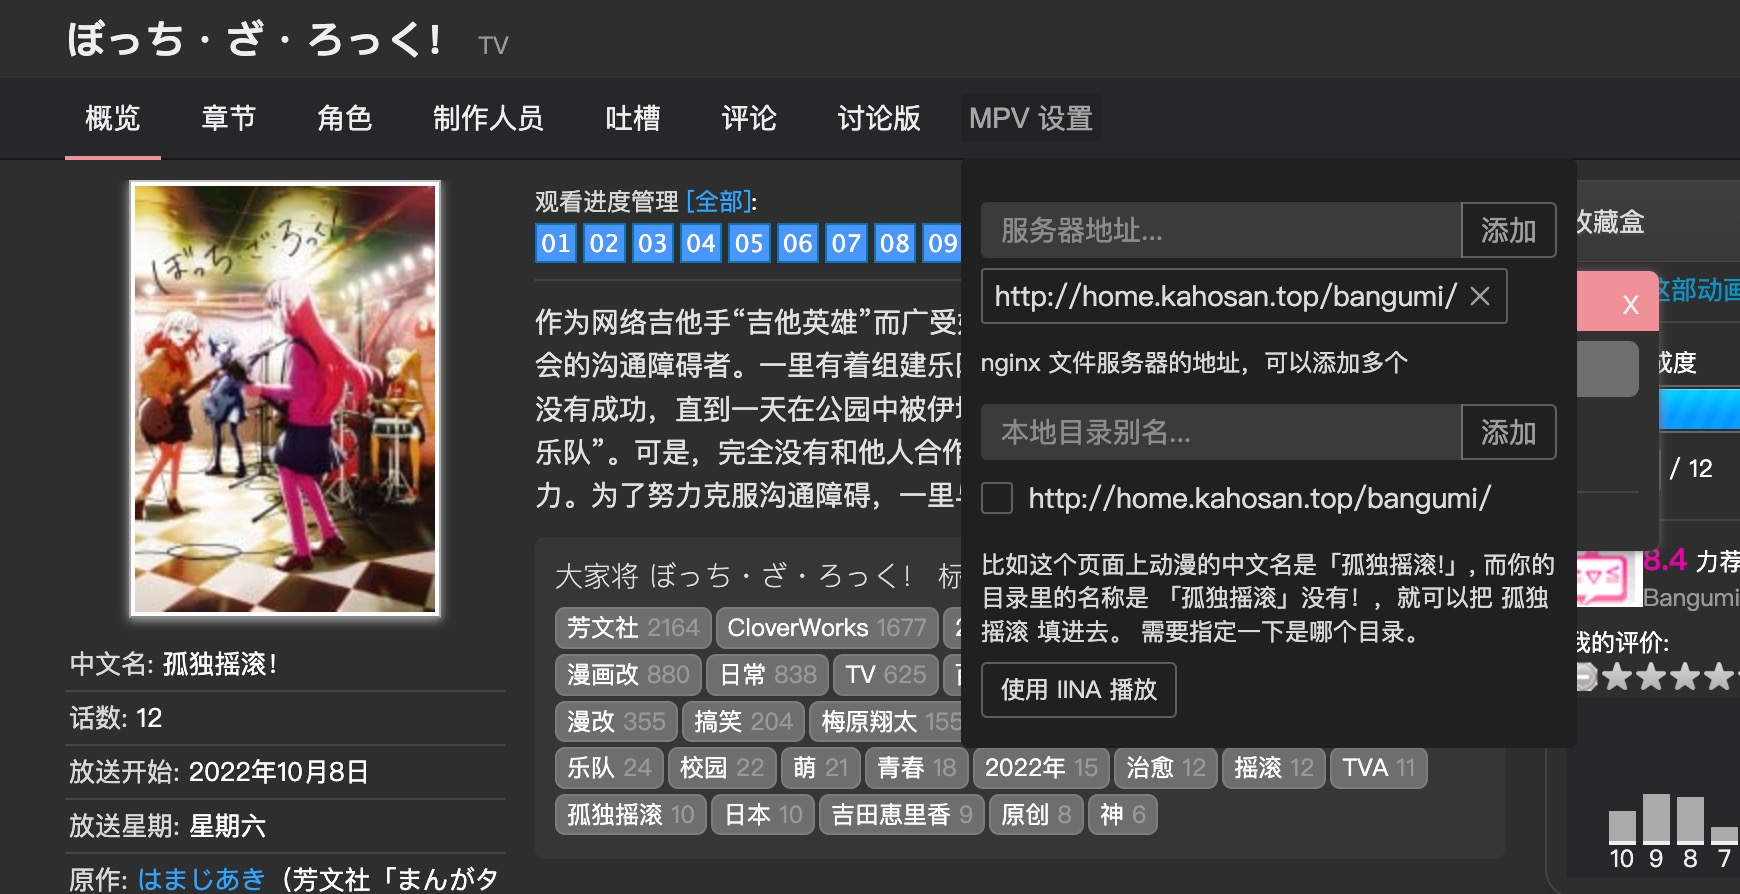 ぼっち・ざ・ろっく! TV
概览 章节 角色 制作人员 吐槽 评论 讨论版 MPV 设置
ぼっち・ざ・ろっく!
中文名: 孤独摇滚!
话数: 12
放送开始: 2022年10月8日
放送星期: 星期六
原作: はまじあき (芳文社「まんがタ
观看进度管理 [全部]:
01 02 03 04 05 06 07 08 09
作为网络吉他手“吉他英雄”而广受
会的沟通障碍者。一里有着组建乐
没有成功，直到一天在公园中被伊
乐队”。可是，完全没有和他人合作
力。为了努力克服沟通障碍，一里
大家将 ぼっち・ざ・ろっく! 标
芳文社 2164 CloverWorks 1677 2
漫画改 880 日常 838 TV 625
漫改 355 搞笑 204 梅原翔太 155
乐队 24 校园 22 萌 21 青春 18 2022年 15 治愈 12 摇滚 12 TVA 11
孤独摇滚 10 日本 10 吉田恵里香 9 原创 8 神 6
服务器地址... 添加
http://home.kahosan.top/bangumi/ ×
nginx 文件服务器的地址，可以添加多个
本地目录别名... 添加
http://home.kahosan.top/bangumi/
比如这个页面上动漫的中文名是「孤独摇滚!」, 而你的
目录里的名称是 「孤独摇滚」没有！，就可以把 孤独
摇滚 填进去。 需要指定一下是哪个目录。
使用 IINA 播放
收藏盒
这部动画
X
成度
/ 12
8.4 力荐
Bangumi
我的评价:
10 9 8 7